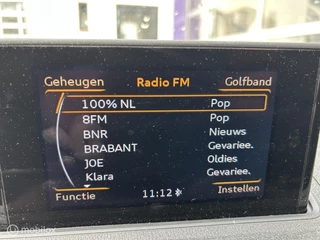 Geheugen Radio FM Golfband
100% NL Pop
8FM Pop
BNR Nieuws
BRABANT Gevariee.
JOE Oldies
Klara Gevariee.
Functie 11:12 Instellen
© mobilox